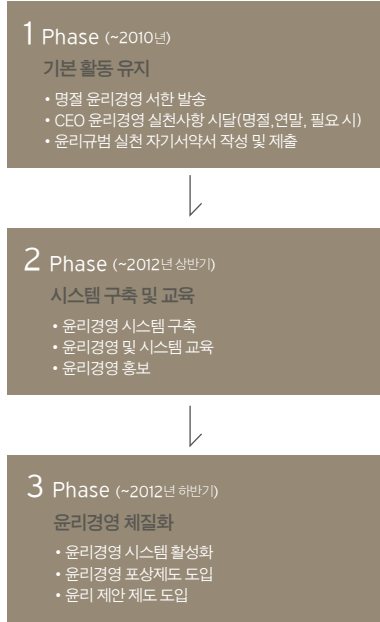 1 Phase (~2010년)
기본 활동 유지
• 명절 윤리경영 서한 발송
• CEO 윤리경영 실천사항 시달(명절,연말, 필요 시)
• 윤리규범 실천 자기서약서 작성 및 제출
2 Phase (~2012년 상반기)
시스템 구축 및 교육
• 윤리경영 시스템 구축
• 윤리경영 및 시스템 교육
• 윤리경영 홍보
3 Phase (~2012년 하반기)
윤리경영 체질화
• 윤리경영 시스템 활성화
• 윤리경영 포상제도 도입
• 윤리 제안 제도 도입